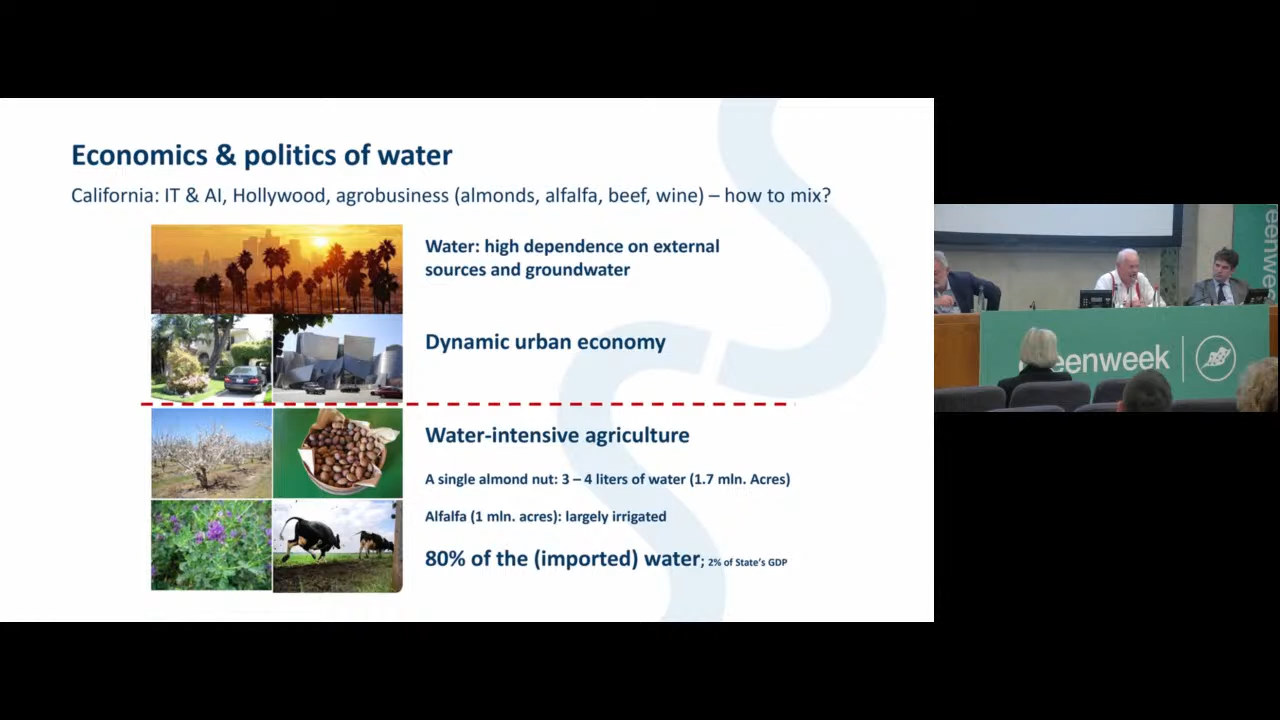 Economics & politics of water
California: IT & AI, Hollywood, agrobusiness (almonds, alfalfa, beef, wine) – how to mix?
Water: high dependence on external
sources and groundwater
Dynamic urban economy
Water-intensive agriculture
A single almond nut: 3 – 4 liters of water (1.7 mln. Acres)
Alfalfa (1 mln. acres): largely irrigated
80% of the (imported) water; 2% of State's GDP
eenweek
eenwee